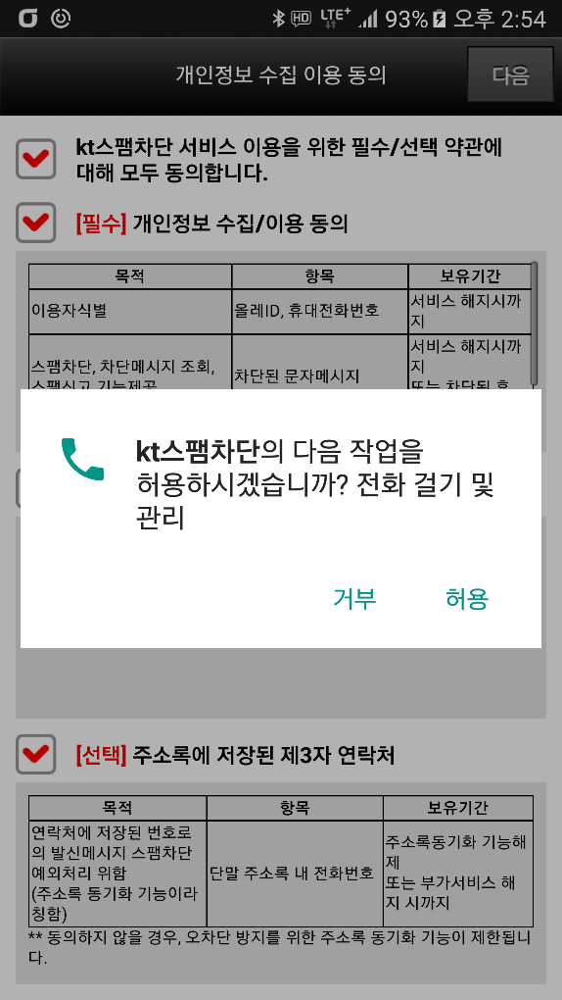 HD LTE+ 93% 오후 2:54
개인정보 수집 이용 동의
다음
kt스팸차단 서비스 이용을 위한 필수/선택 약관에
대해 모두 동의합니다.
[필수] 개인정보 수집/이용 동의
목적 항목 보유기간
이용자식별 올레ID, 휴대전화번호 서비스 해지시까
지
스팸차단, 차단메시지 조회,
스팸신고 기능제공
차단된 문자메시지
서비스 해지시까
지
또는 차단된 후
kt스팸차단의 다음 작업을
허용하시겠습니까? 전화 걸기 및
관리
거부 허용
[선택] 주소록에 저장된 제3자 연락처
목적 항목 보유기간
연락처에 저장된 번호로
의 발신메시지 스팸차단
예외처리 위함
(주소록 동기화 기능이라
칭함)
단말 주소록 내 전화번호
주소록동기화 기능해
제
또는 부가서비스 해
지 시까지
** 동의하지 않을 경우, 오차단 방지를 위한 주소록 동기화 기능이 제한됩니
다.